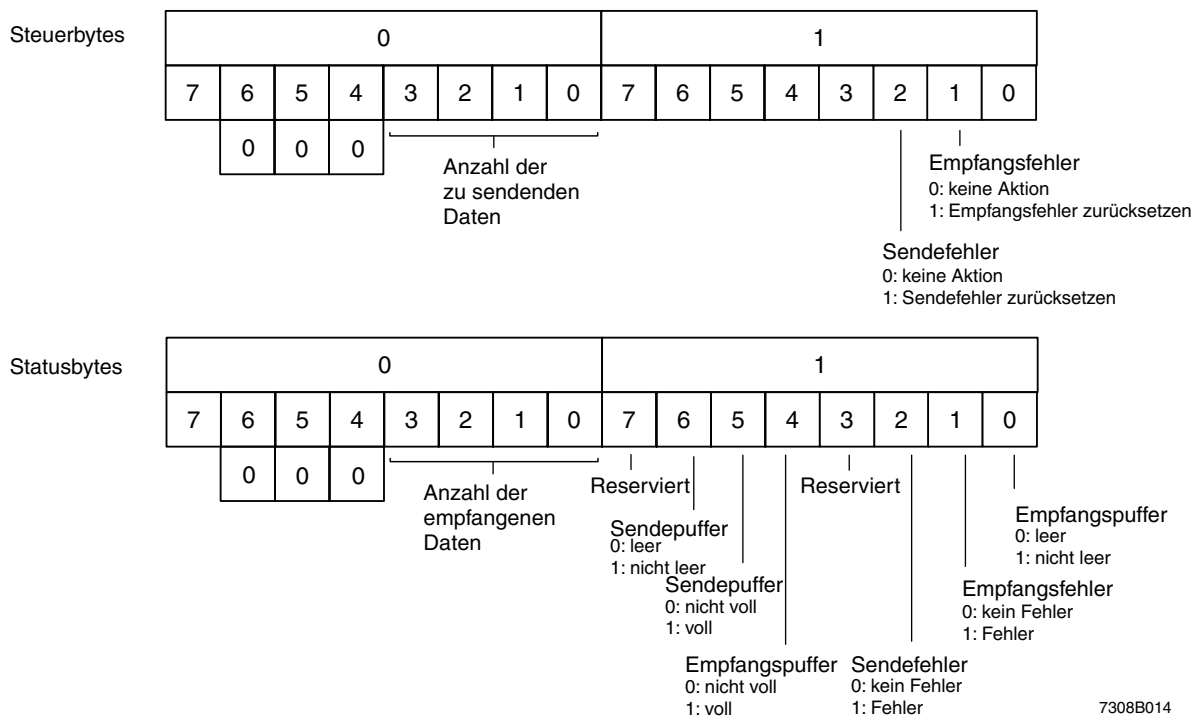 Steuerbytes
0 1
7 6 5 4 3 2 1 0 7 6 5 4 3 2 1 0
0 0 0
Anzahl der
zu sendenden
Daten
Empfangsfehler
0: keine Aktion
1: Empfangsfehler zurücksetzen
Sendefehler
0: keine Aktion
1: Sendefehler zurücksetzen
Statusbytes
0 1
7 6 5 4 3 2 1 0 7 6 5 4 3 2 1 0
0 0 0
Anzahl der
empfangenen
Daten
Reserviert
Sendepuffer
0: leer
1: nicht leer
Sendepuffer
0: nicht voll
1: voll
Empfangspuffer
0: nicht voll
1: voll
Reserviert
Sendefehler
0: kein Fehler
1: Fehler
Empfangsfehler
0: kein Fehler
1: Fehler
Empfangspuffer
0: leer
1: nicht leer
7308B014